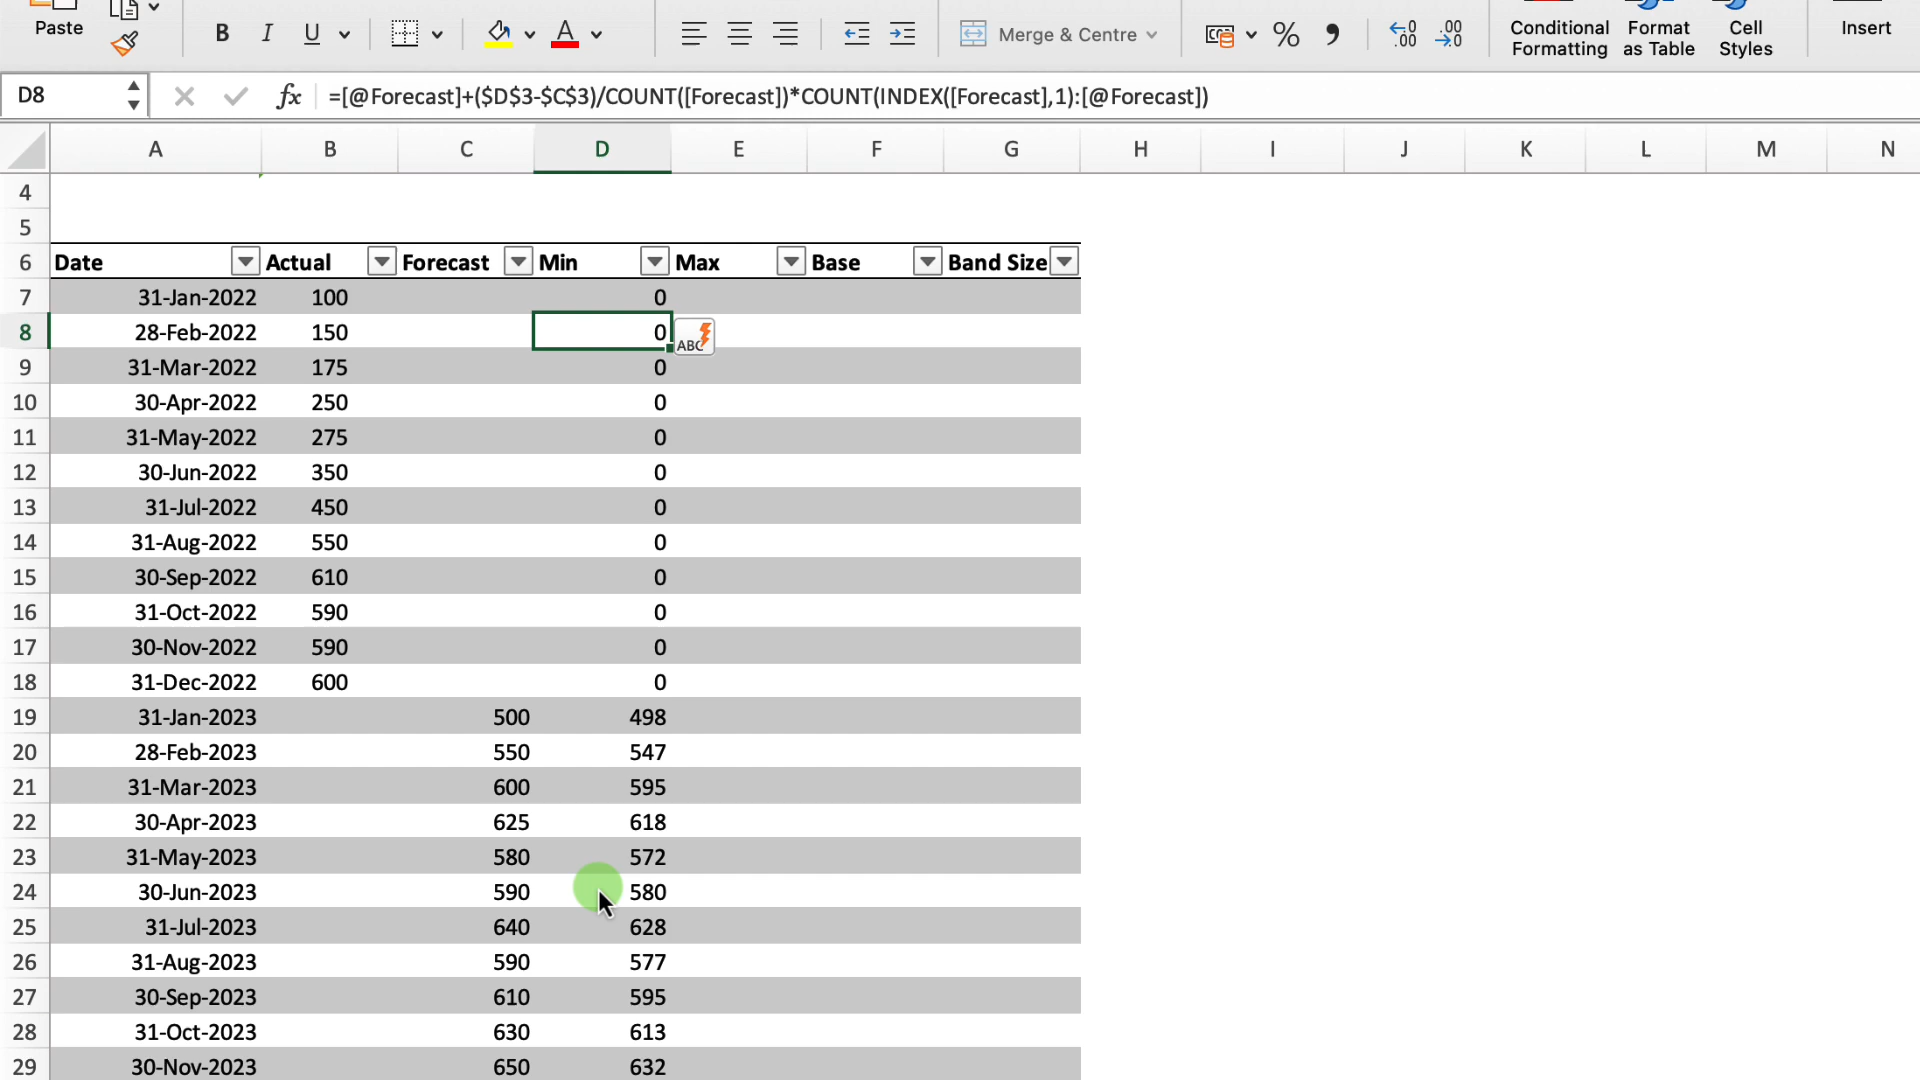 Paste
B I U A
Merge & Centre
% 9 .00 .00
Conditional Formatting
Format as Table
Cell Styles
Insert
D8 fx =[@Forecast]+($D$3-$C$3)/COUNT([Forecast])*COUNT(INDEX([Forecast],1):[@Forecast])
A B C D E F G H I J K L M N
4
5
6 Date Actual Forecast Min Max Base Band Size
7 31-Jan-2022 100 0
8 28-Feb-2022 150 0 ABC
9 31-Mar-2022 175 0
10 30-Apr-2022 250 0
11 31-May-2022 275 0
12 30-Jun-2022 350 0
13 31-Jul-2022 450 0
14 31-Aug-2022 550 0
15 30-Sep-2022 610 0
16 31-Oct-2022 590 0
17 30-Nov-2022 590 0
18 31-Dec-2022 600 0
19 31-Jan-2023 500 498
20 28-Feb-2023 550 547
21 31-Mar-2023 600 595
22 30-Apr-2023 625 618
23 31-May-2023 580 572
24 30-Jun-2023 590 580
25 31-Jul-2023 640 628
26 31-Aug-2023 590 577
27 30-Sep-2023 610 595
28 31-Oct-2023 630 613
29 30-Nov-2023 650 632